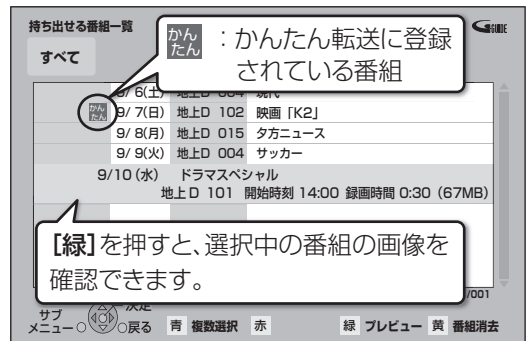 持ち出せる番組一覧
GGUIDE
すべて
かんたん ：かんたん転送に登録
されている番組
9/ 6(土) 地上D 004 現代
かんたん 9/ 7(日) 地上D 102 映画「K2」
9/ 8(月) 地上D 015 夕方ニュース
9/ 9(火) 地上D 004 サッカー
9/10(水) ドラマスペシャル
地上D 101 開始時刻 14:00 録画時間 0:30 (67MB)
【緑】を押すと、選択中の番組の画像を
確認できます。
/001
決定
サブ
メニュー 戻る 青 複数選択 赤 緑 プレビュー 黄 番組消去